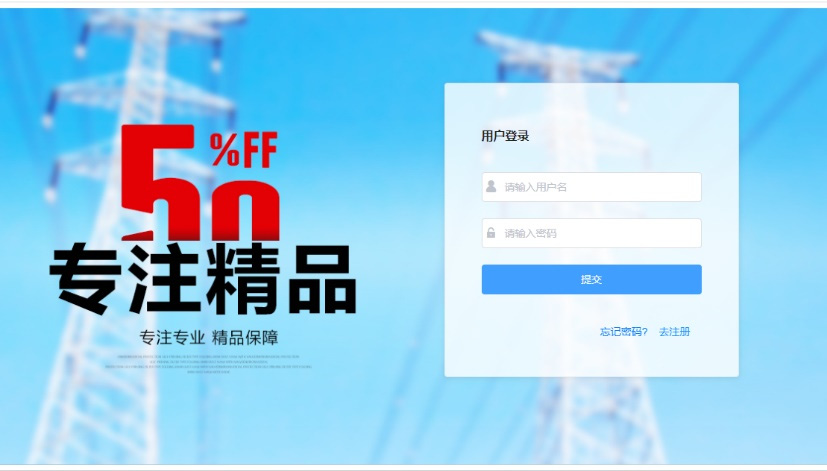 50%FF
专注精品
专注专业 精品保障
用户登录
请输入用户名
请输入密码
提交
忘记密码? 去注册